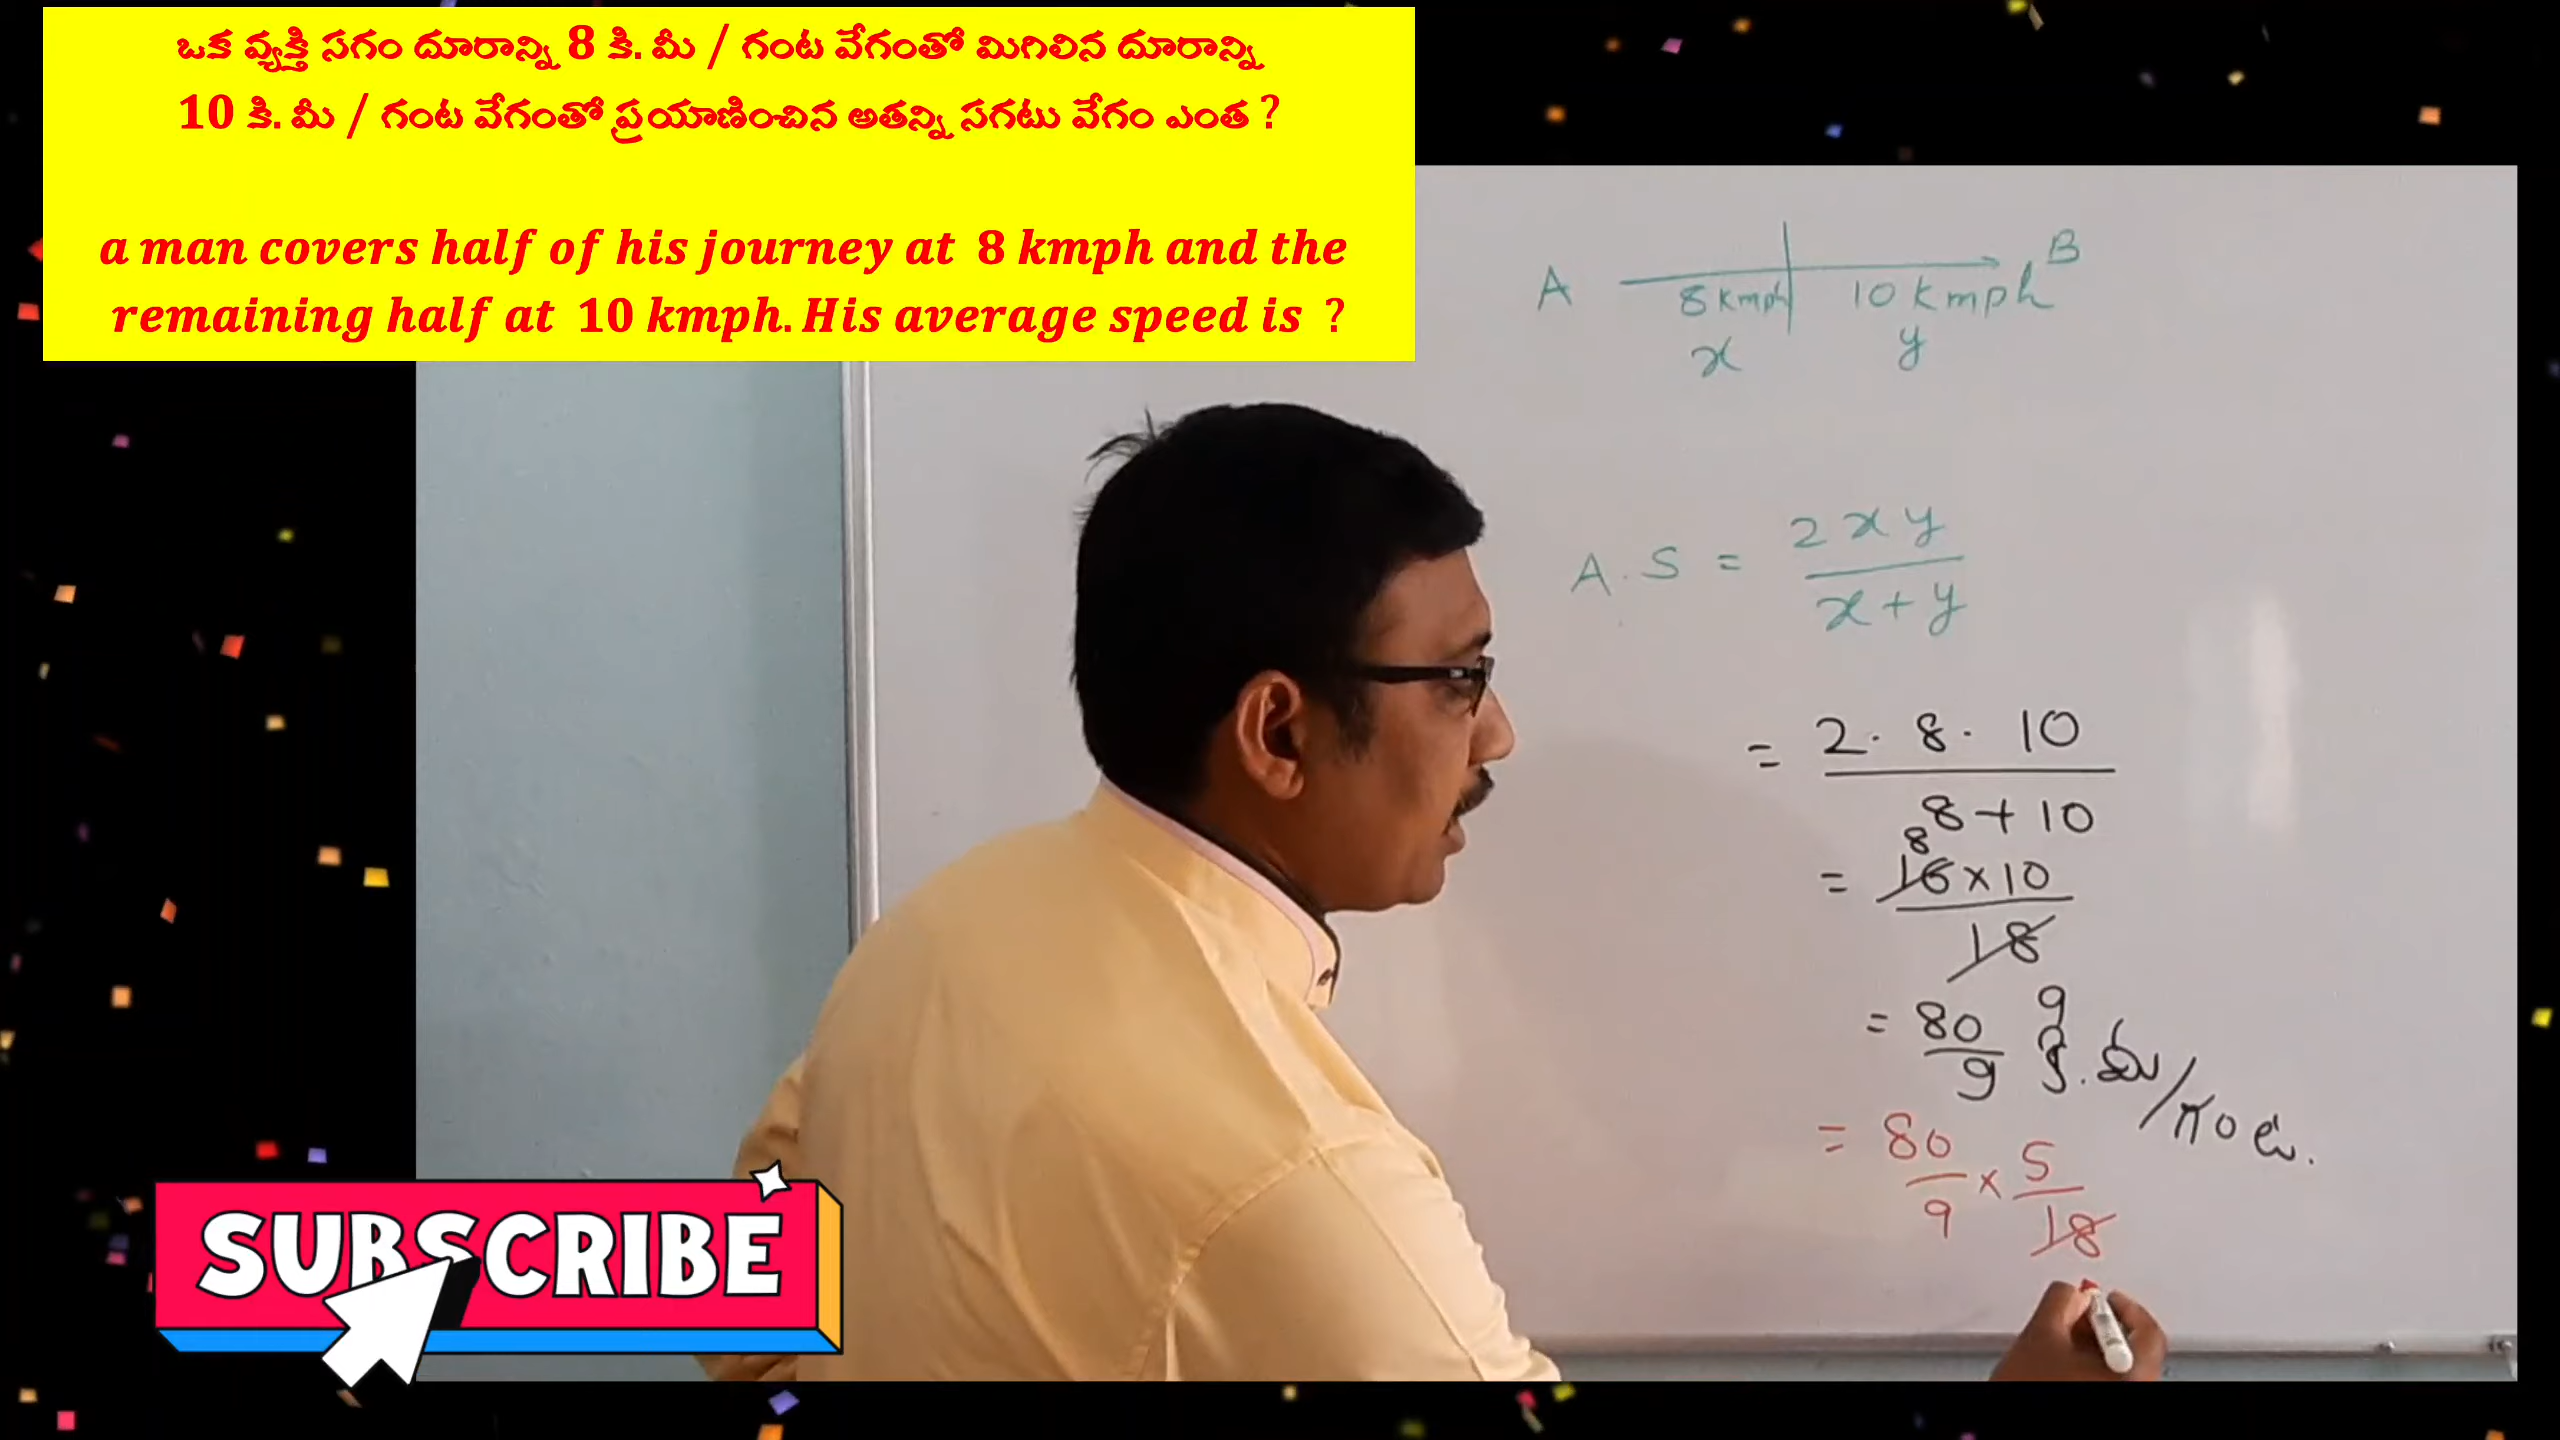 ఒక వ్యక్తి సగం దూరాన్ని 8 కి. మీ / గంట వేగంతో మిగిలిన దూరాన్ని
10 కి. మీ / గంట వేగంతో ప్రయాణించిన అతన్ని సగటు వేగం ఎంత ?
a man covers half of his journey at 8 kmph and the
remaining half at 10 kmph. His average speed is ?
A B
8 kmph 10 kmph
x y
A.S = 2xy
x+y
= 2. 8. 10
8+10
8
= 16×10
18
9
= 80 కి.మీ/గంట.
9
= 80 × 5
9 18
SUBSCRIBE